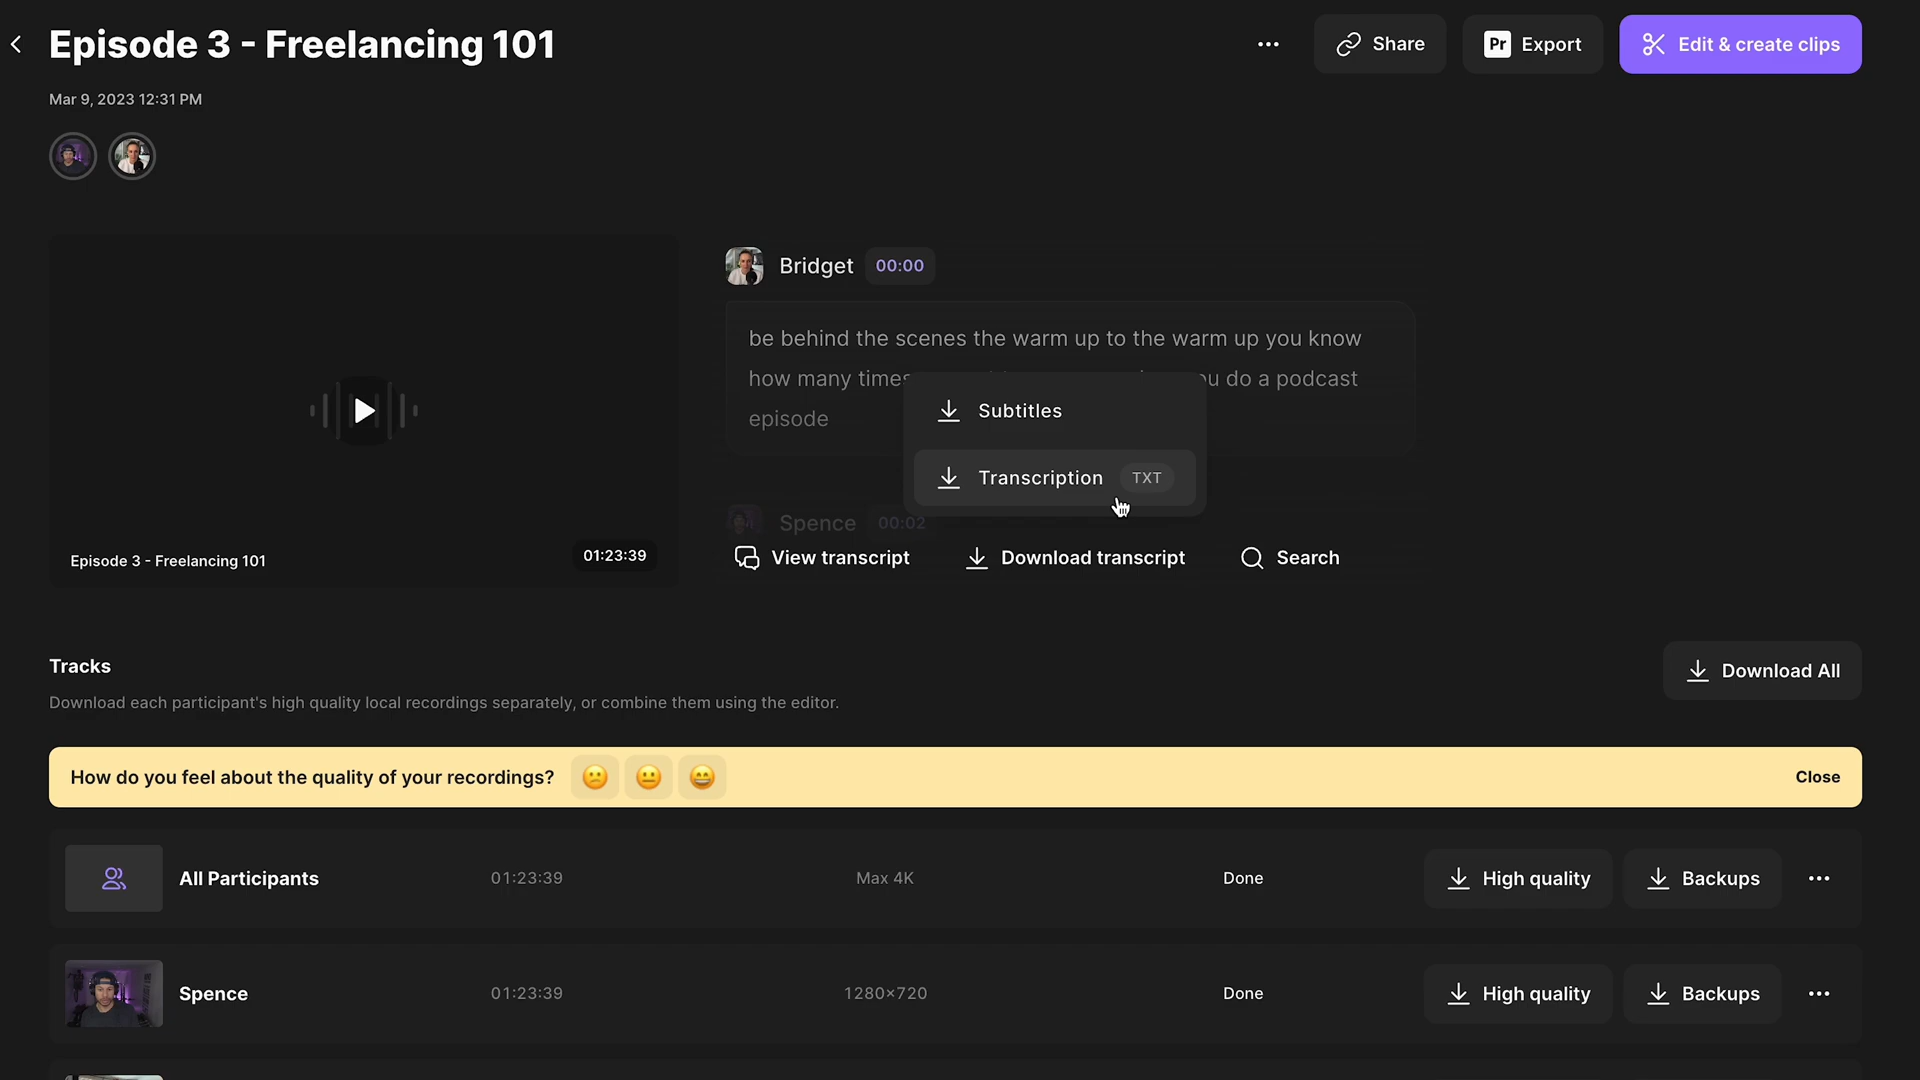 Episode 3 - Freelancing 101
Share
Pr Export
Edit & create clips
Mar 9, 2023 12:31 PM
Bridget 00:00
be behind the scenes the warm up to the warm up you know
how many times
do a podcast
episode
Subtitles
Transcription TXT
Spence 00:02
Episode 3 - Freelancing 101
01:23:39
View transcript
Download transcript
Search
Tracks
Download All
Download each participant's high quality local recordings separately, or combine them using the editor.
How do you feel about the quality of your recordings?
Close
All Participants 01:23:39 Max 4K Done High quality Backups
Spence 01:23:39 1280×720 Done High quality Backups